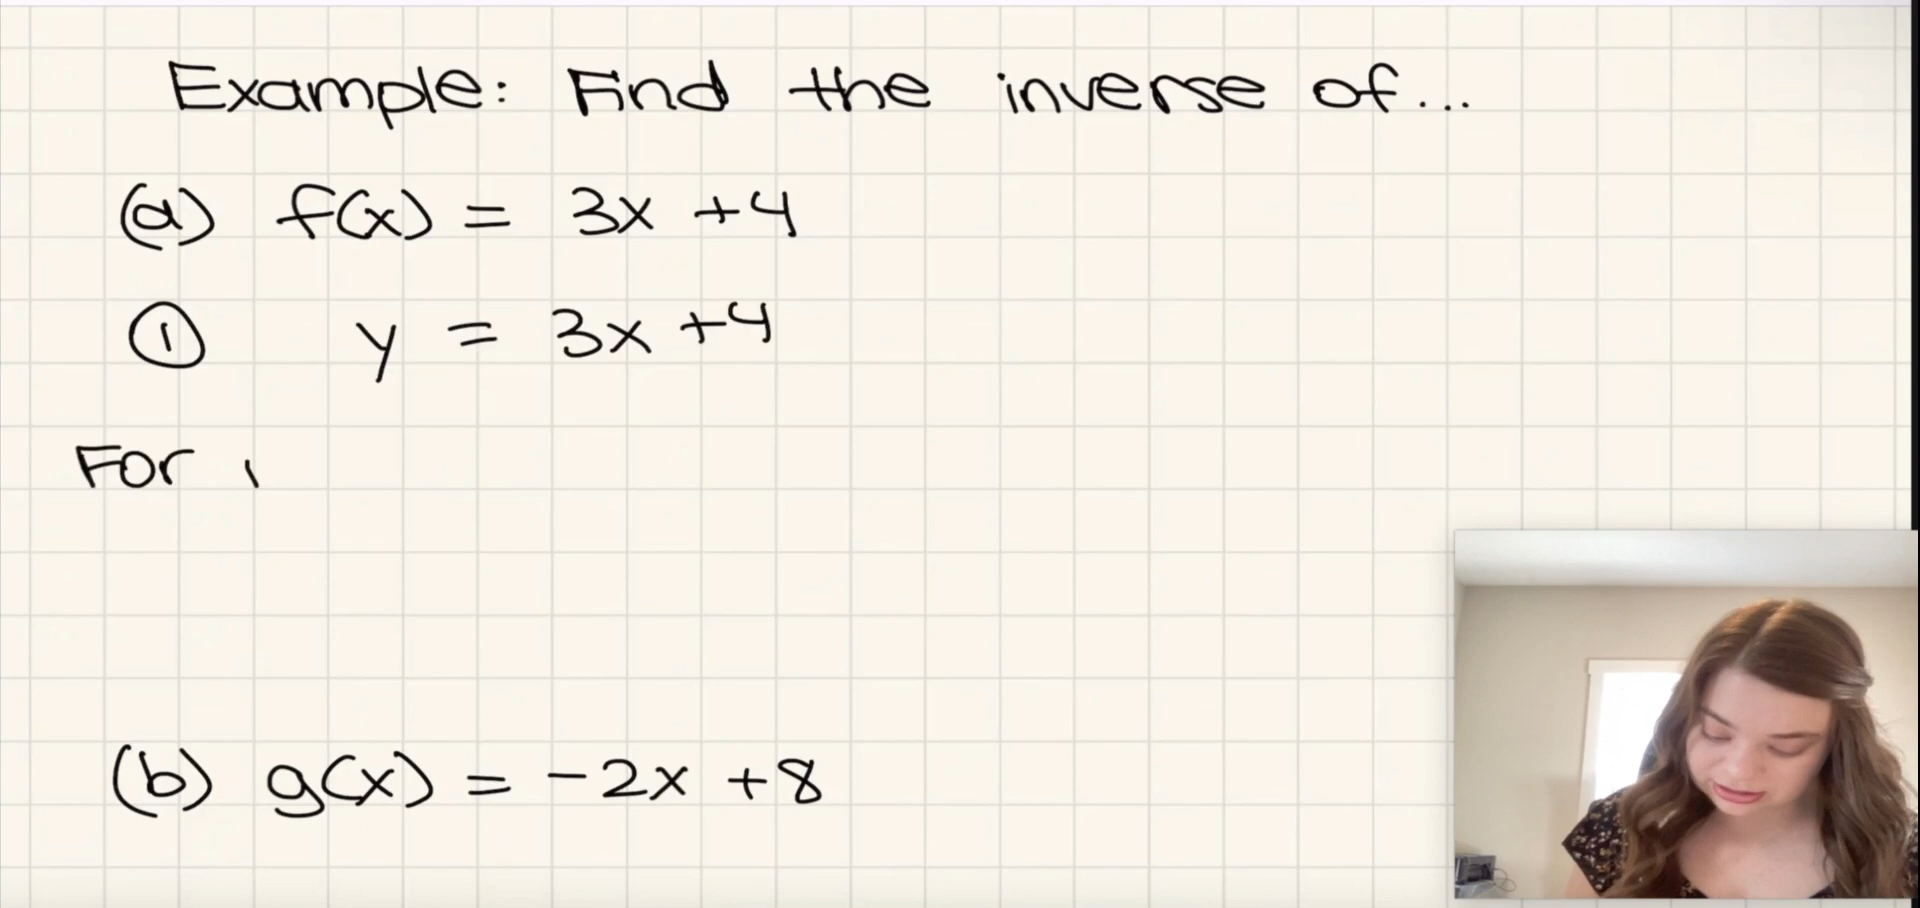 Example: Find the inverse of...
(a) f(x) = 3x +4
① y = 3x +4
For
(b) g(x) = -2x +8